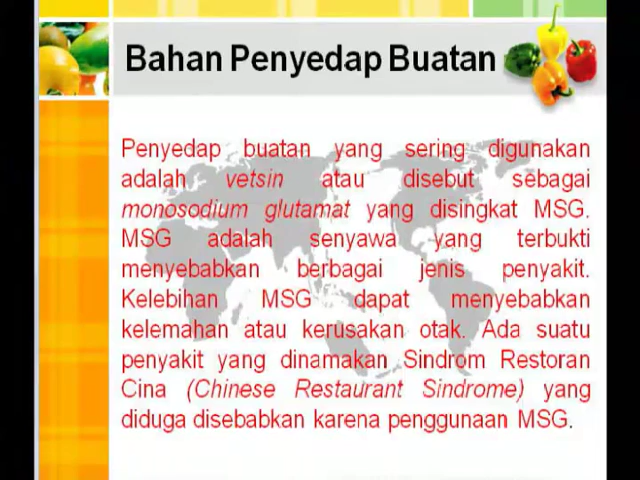 Bahan Penyedap Buatan
Penyedap buatan yang sering digunakan
adalah vetsin atau disebut sebagai
monosodium glutamat yang disingkat MSG.
MSG adalah senyawa yang terbukti
menyebabkan berbagai jenis penyakit.
Kelebihan MSG dapat menyebabkan
kelemahan atau kerusakan otak. Ada suatu
penyakit yang dinamakan Sindrom Restoran
Cina (Chinese Restaurant Sindrome) yang
diduga disebabkan karena penggunaan MSG.